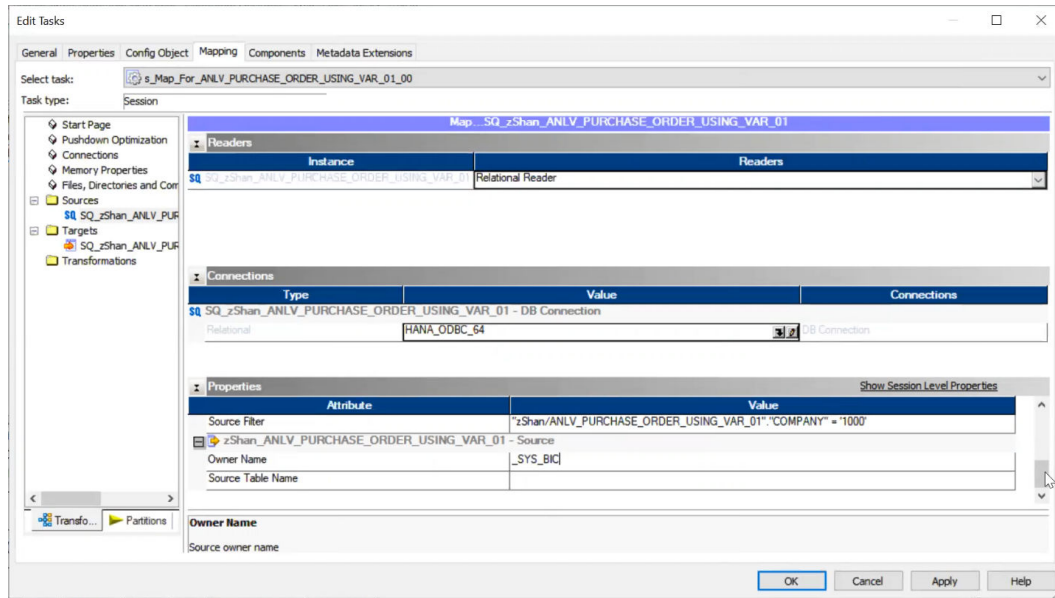 Edit Tasks
General Properties Config Object Mapping Components Metadata Extensions
Select task: s_Map_For_ANLV_PURCHASE_ORDER_USING_VAR_01_00
Task type: Session
Start Page
Pushdown Optimization
Connections
Memory Properties
Files, Directories and Com
Sources
SQ SQ_zShan_ANLV_PUR
Targets
SQ_zShan_ANLV_PUR
Transformations
Transfo... Partitions
Map...SQ_zShan_ANLV_PURCHASE_ORDER_USING_VAR_01
Readers
Instance Readers
SQ SQ_zShan_ANLV_PURCHASE_ORDER_USING_VAR_01 Relational Reader
Connections
Type Value Connections
SQ SQ_zShan_ANLV_PURCHASE_ORDER_USING_VAR_01 - DB Connection
Relational HANA_ODBC_64 DB Connection
Properties Show Session Level Properties
Attribute Value
Source Filter "zShan/ANLV_PURCHASE_ORDER_USING_VAR_01"."COMPANY" = '1000'
zShan_ANLV_PURCHASE_ORDER_USING_VAR_01 - Source
Owner Name _SYS_BIC
Source Table Name
Owner Name
Source owner name
OK Cancel Apply Help